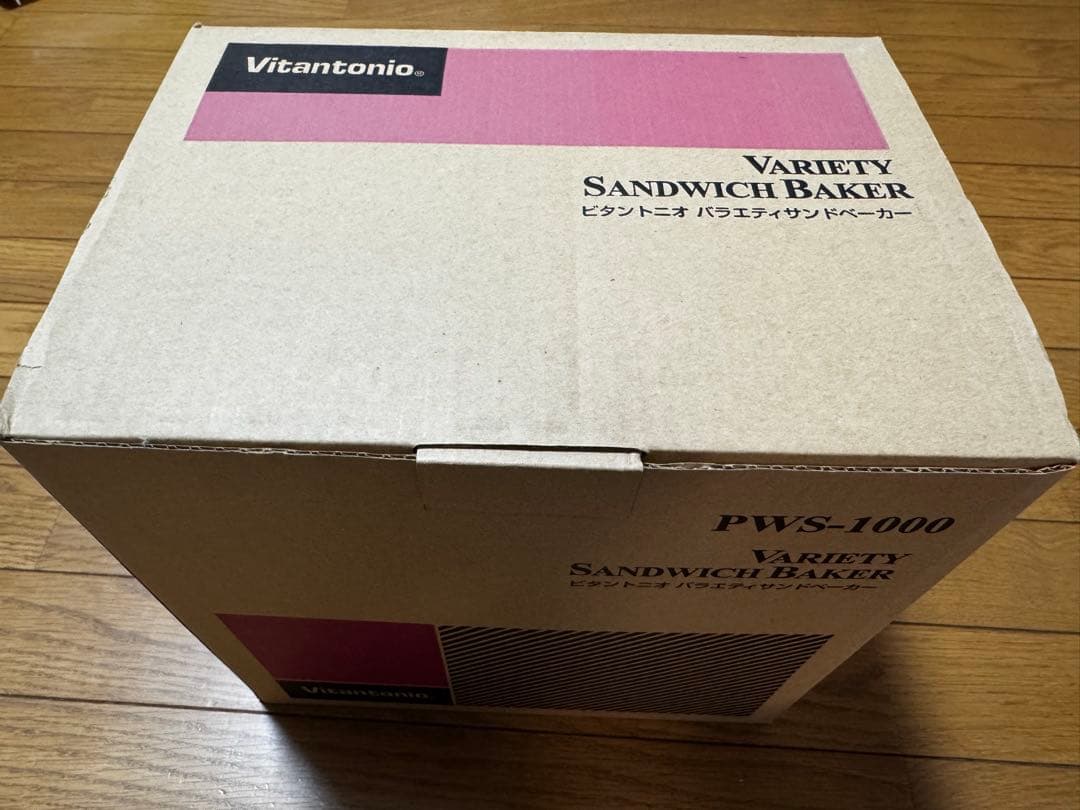 Vitantonio®
VARIETY
SANDWICH BAKER
ビタントニオ バラエティサンドベーカー
PWS-1000
VARIETY
SANDWICH BAKER
ビタントニオ バラエティサンドベーカー
Vitantonio